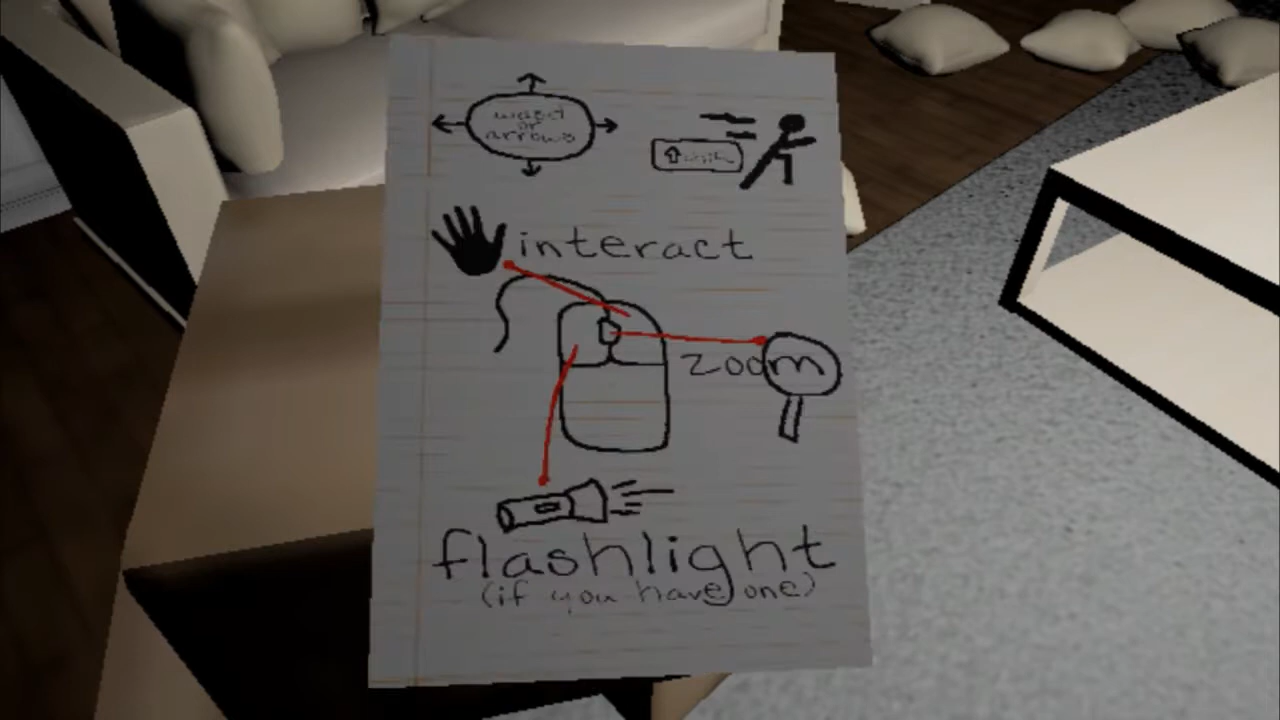 wasd
or
arrows
shift
interact
zoom
flashlight
(if you have one)